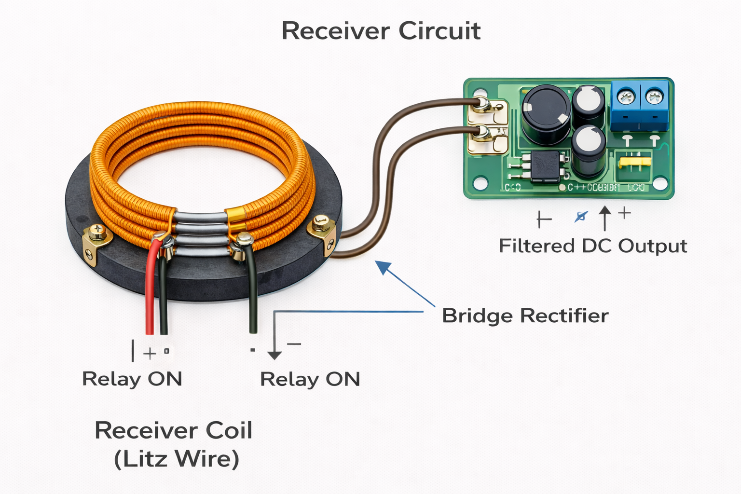 Receiver Circuit
+
Filtered DC Output
Bridge Rectifier
+
−
Relay ON
Relay ON
Receiver Coil
(Litz Wire)